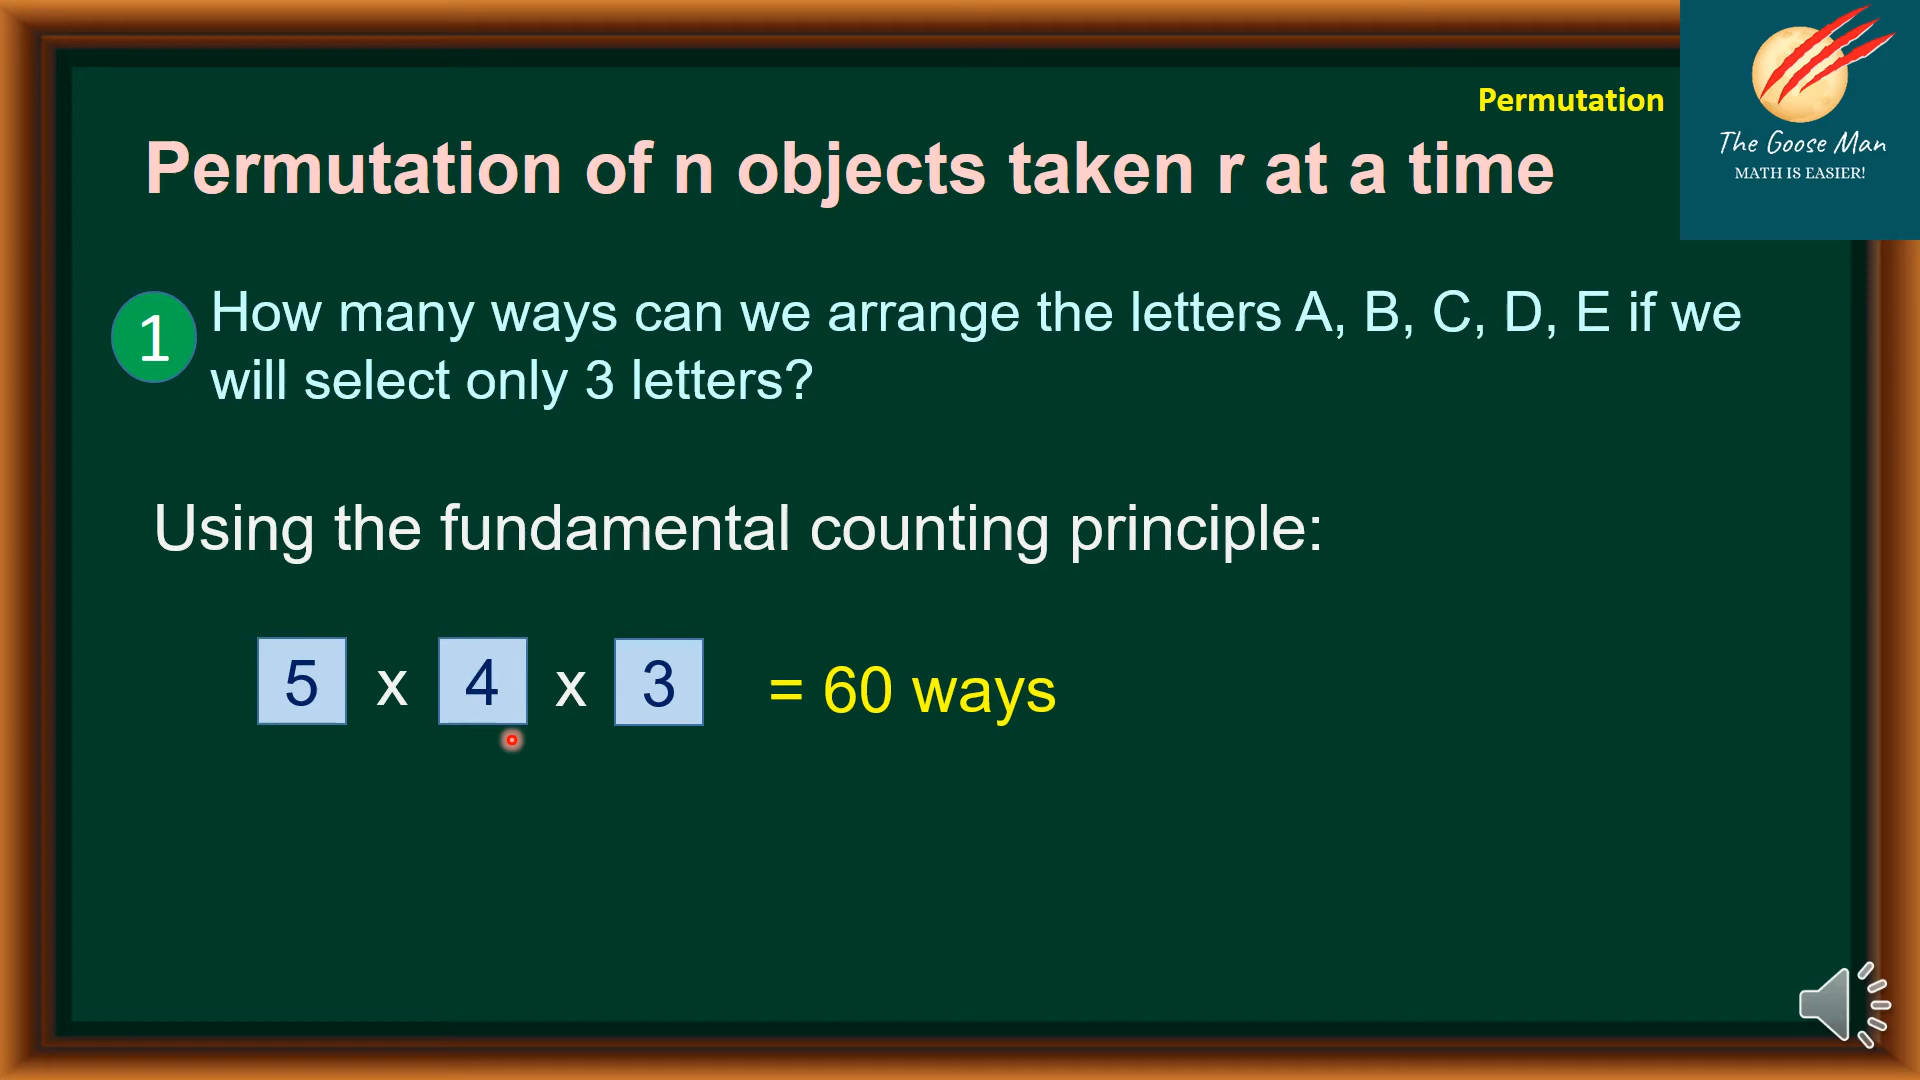 Permutation
The Goose Man
MATH IS EASIER!
Permutation of n objects taken r at a time
1 How many ways can we arrange the letters A, B, C, D, E if we
will select only 3 letters?
Using the fundamental counting principle:
5 x 4 x 3 = 60 ways